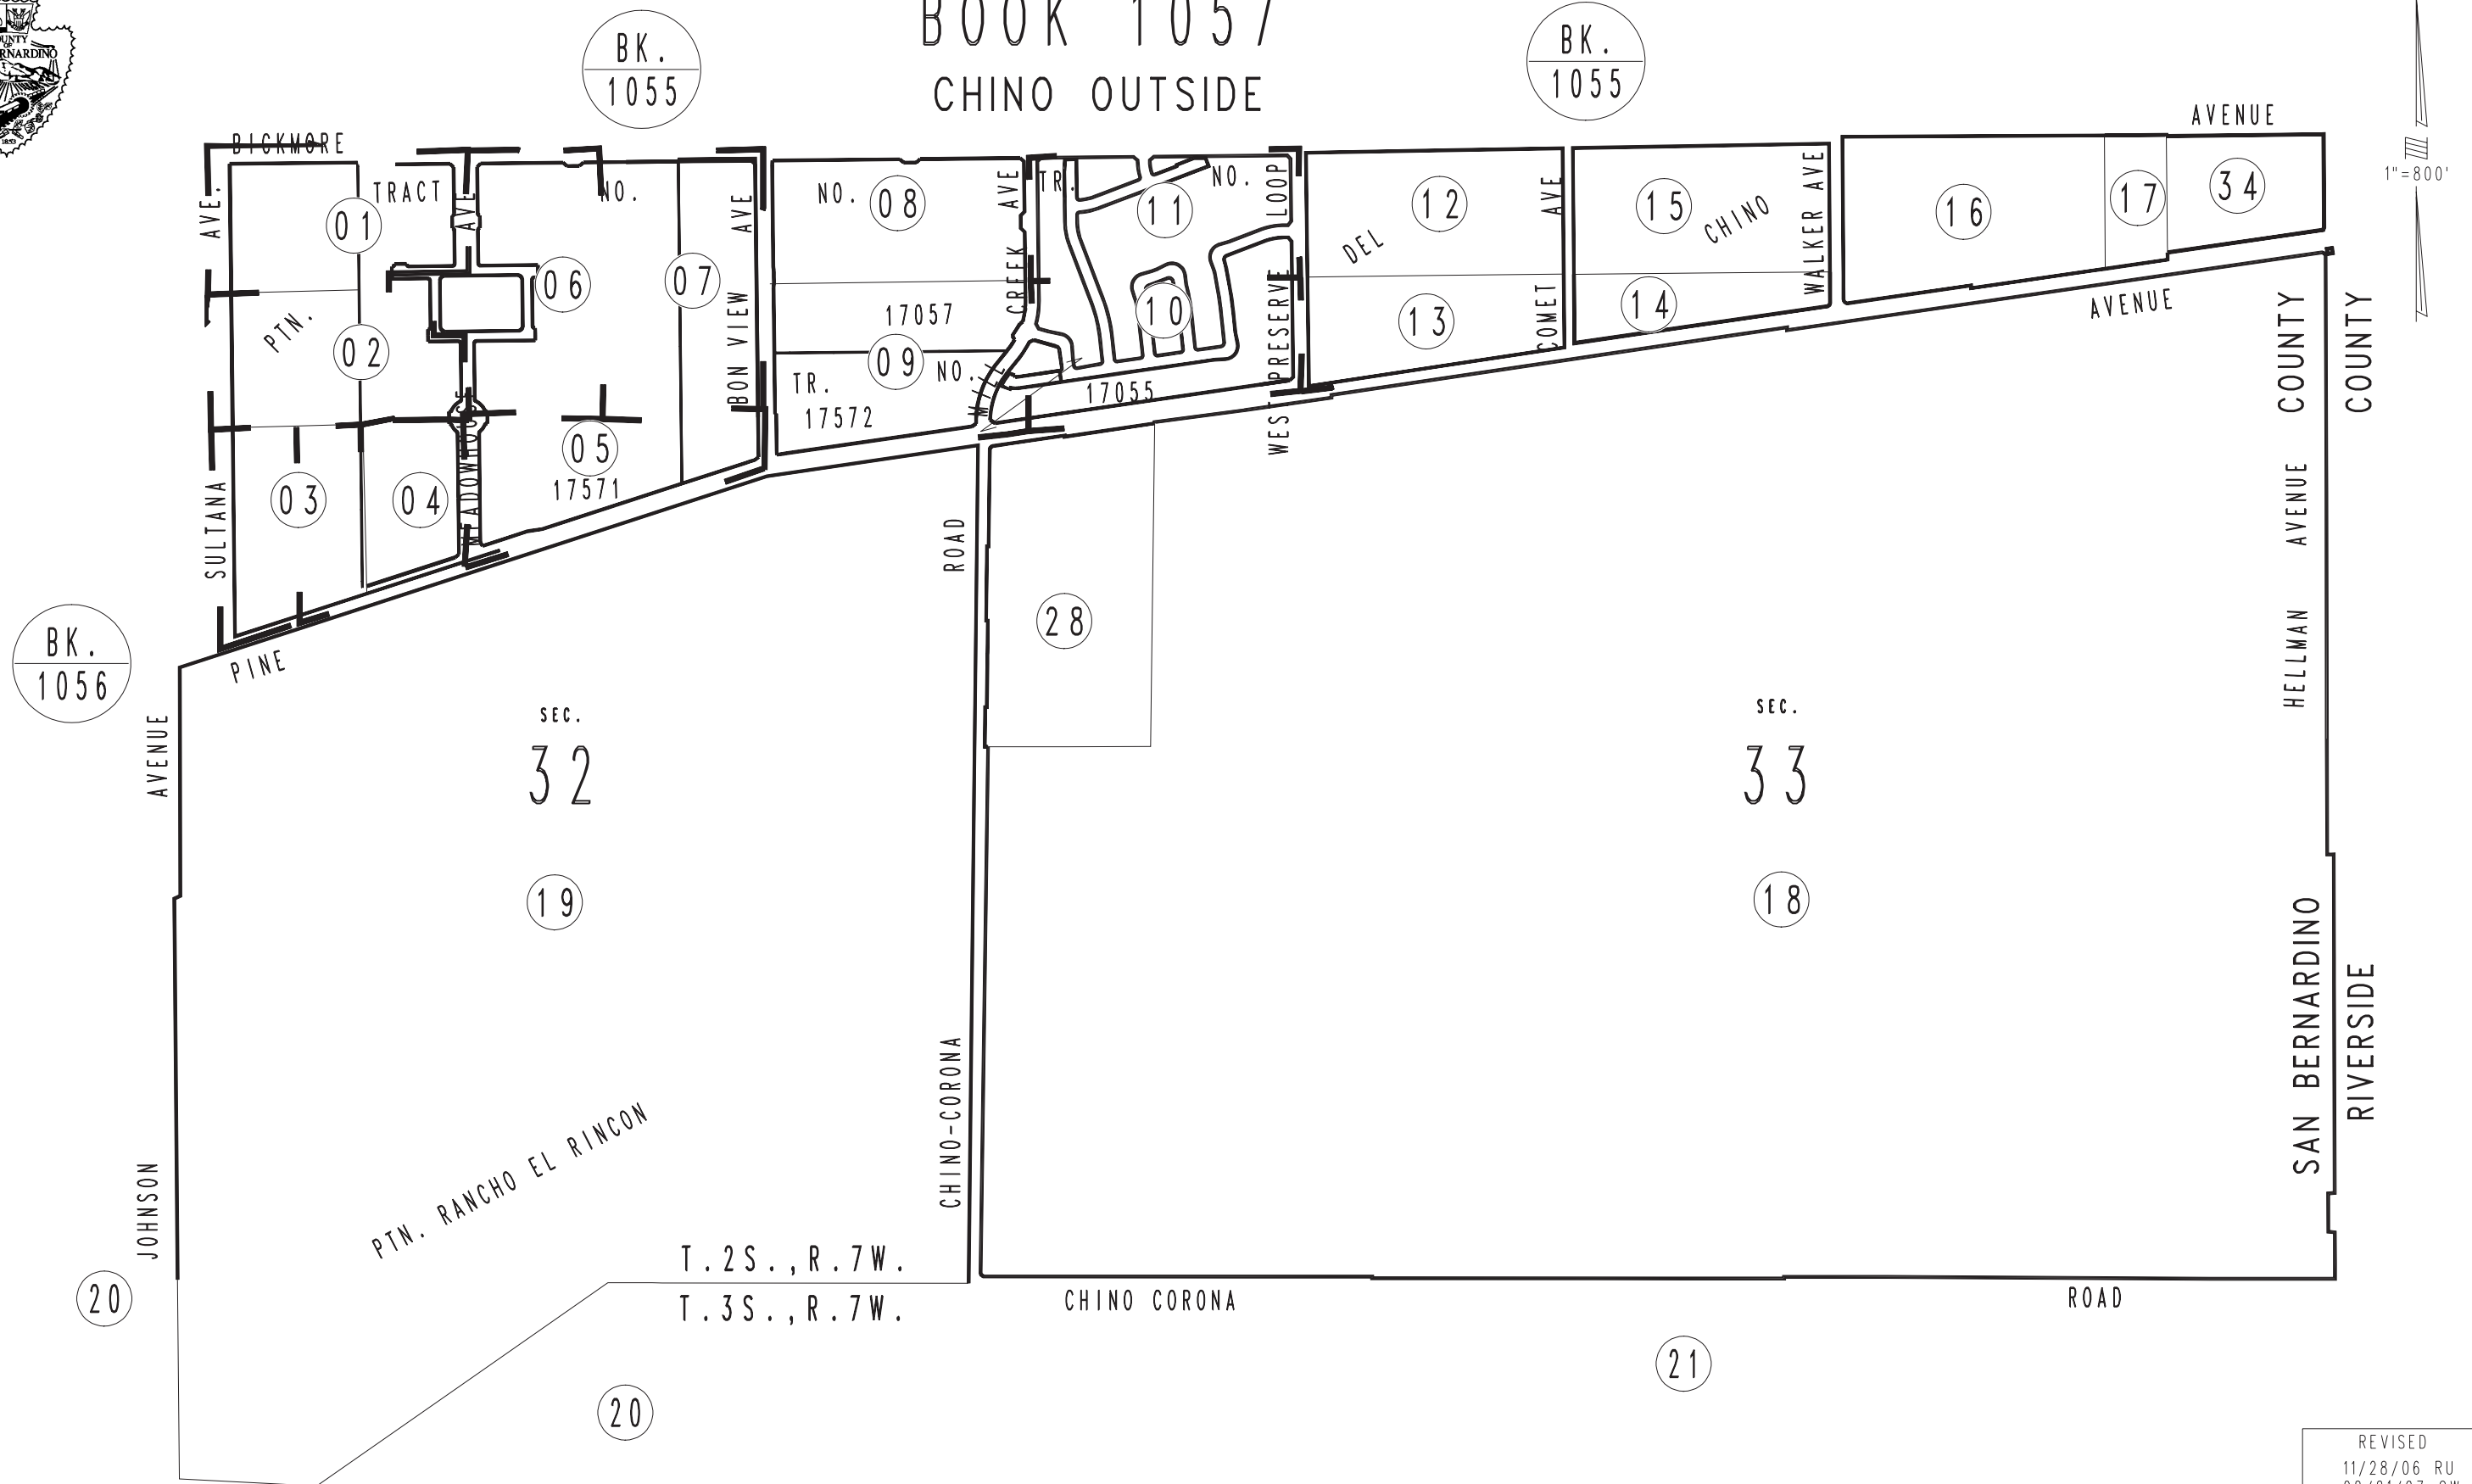 BOOK 1057
CHINO OUTSIDE
BK.
1055
BK.
1055
BK.
1056
1"=800'
BICKMORE
AVENUE
TRACT
NO.
NO.
TR.
NO.
AVE.
SULTANA
AVE
MEADOWHOUSE
AVE
BON VIEW
AVE
CREEK
MILL
LOOP
PRESERVE
WEST
AVE
COMET
WALKER AVE
DEL
CHINO
PTN.
01
02
03
04
05
17571
06
07
08
17057
09
NO.
TR.
17572
10
11
17055
12
13
14
15
16
17
34
AVENUE
PINE
COUNTY
COUNTY
AVENUE
HELLMAN
ROAD
28
AVENUE
JOHNSON
SEC.
32
SEC.
33
19
18
CHINO-CORONA
PTN. RANCHO EL RINCON
SAN BERNARDINO
RIVERSIDE
T.2S.,R.7W.
T.3S.,R.7W.
CHINO CORONA
ROAD
20
20
21
REVISED
11/28/06 RU